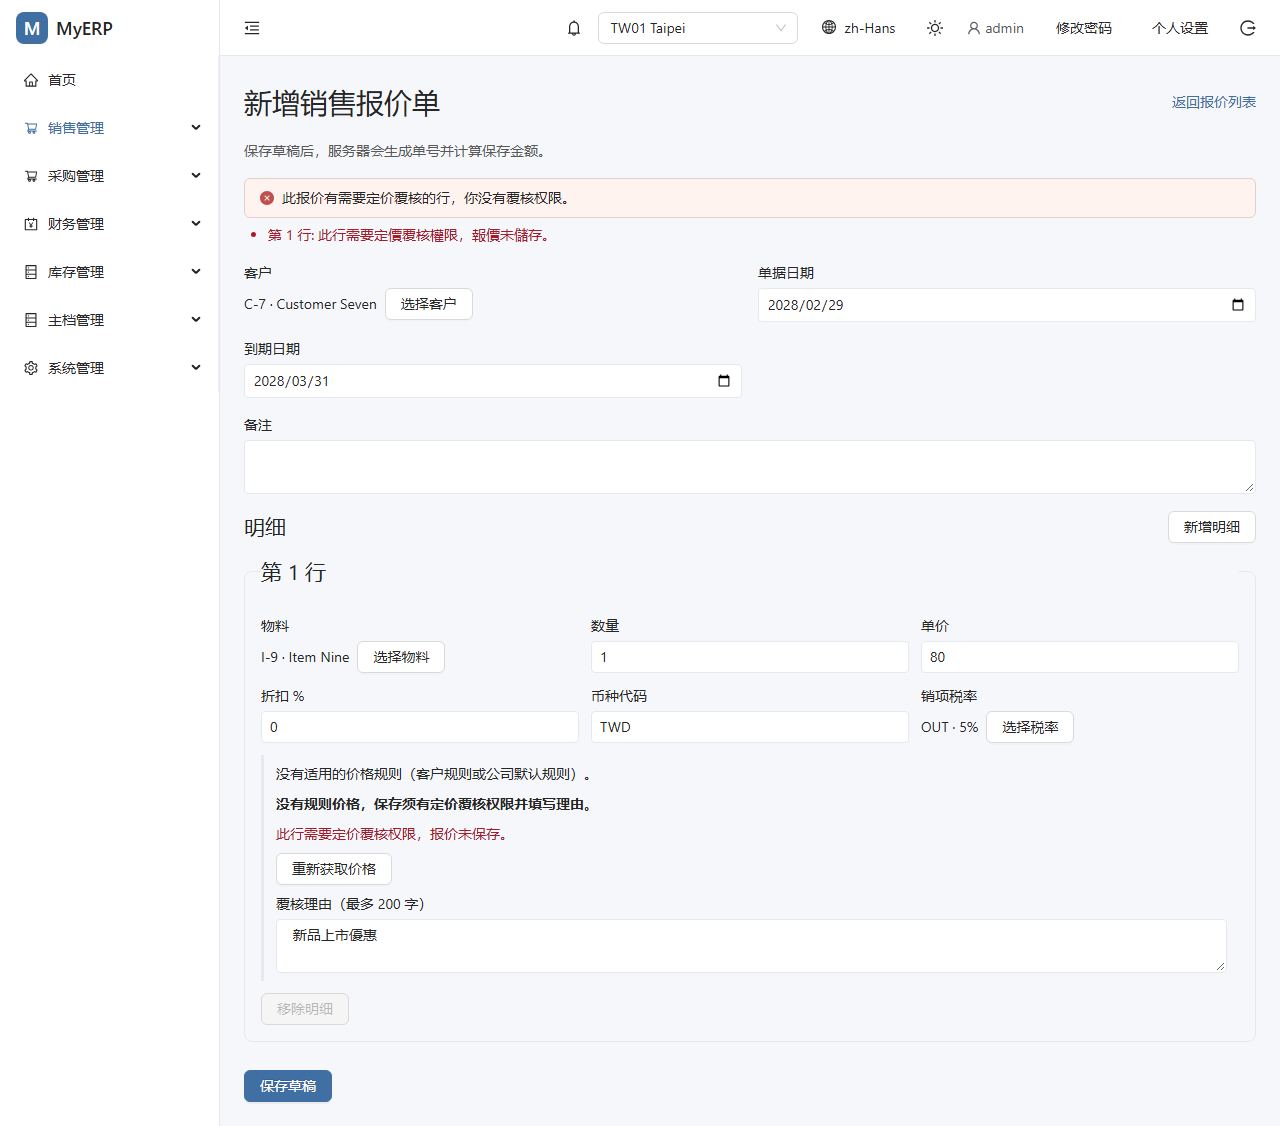 M MyERP
TW01 Taipei
zh-Hans
admin
修改密码
个人设置
首页
销售管理
采购管理
财务管理
库存管理
主档管理
系统管理
新增销售报价单
返回报价列表
保存草稿后，服务器会生成单号并计算保存金额。
此报价有需要定价覆核的行，你没有覆核权限。
• 第 1 行: 此行需要定價覆核權限，報價未儲存。
客户
C-7 · Customer Seven 选择客户
单据日期
2028/02/29
到期日期
2028/03/31
备注
明细
新增明细
第 1 行
物料
I-9 · Item Nine 选择物料
数量
1
单价
80
折扣 %
0
币种代码
TWD
销项税率
OUT · 5% 选择税率
没有适用的价格规则（客户规则或公司默认规则）。
没有规则价格，保存须有定价覆核权限并填写理由。
此行需要定价覆核权限，报价未保存。
重新获取价格
覆核理由（最多 200 字）
新品上市優惠
移除明细
保存草稿